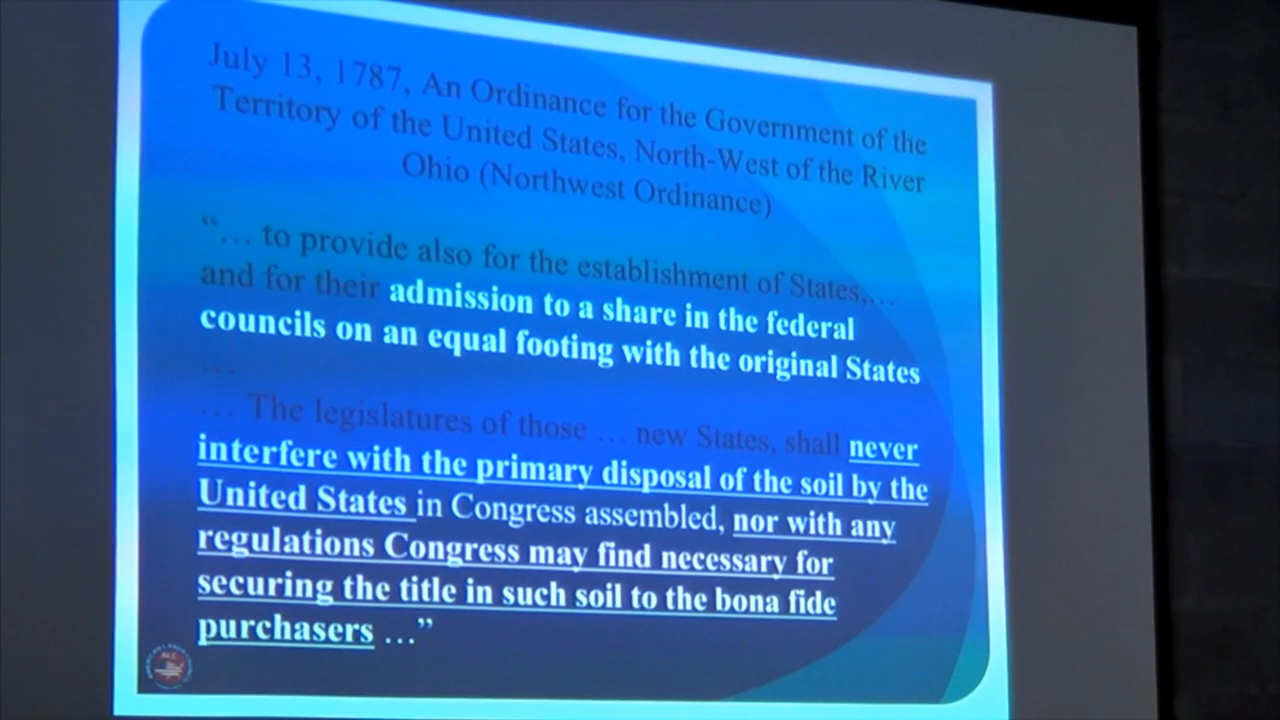 July 13, 1787, An Ordinance for the Government of the
Territory of the United States, North-West of the River
Ohio (Northwest Ordinance)
“… to provide also for the establishment of States,…
and for their admission to a share in the federal
councils on an equal footing with the original States
…
… The legislatures of those … new States, shall never
interfere with the primary disposal of the soil by the
United States in Congress assembled, nor with any
regulations Congress may find necessary for
securing the title in such soil to the bona fide
purchasers …”
ALC